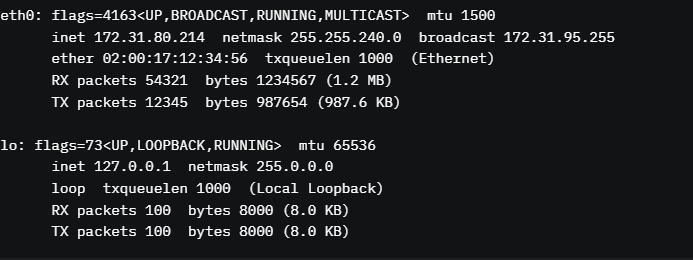 eth0: flags=4163<UP,BROADCAST,RUNNING,MULTICAST>  mtu 1500
      inet 172.31.80.214  netmask 255.255.240.0  broadcast 172.31.95.255
      ether 02:00:17:12:34:56  txqueuelen 1000  (Ethernet)
      RX packets 54321  bytes 1234567 (1.2 MB)
      TX packets 12345  bytes 987654 (987.6 KB)

lo: flags=73<UP,LOOPBACK,RUNNING>  mtu 65536
      inet 127.0.0.1  netmask 255.0.0.0
      loop  txqueuelen 1000  (Local Loopback)
      RX packets 100  bytes 8000 (8.0 KB)
      TX packets 100  bytes 8000 (8.0 KB)